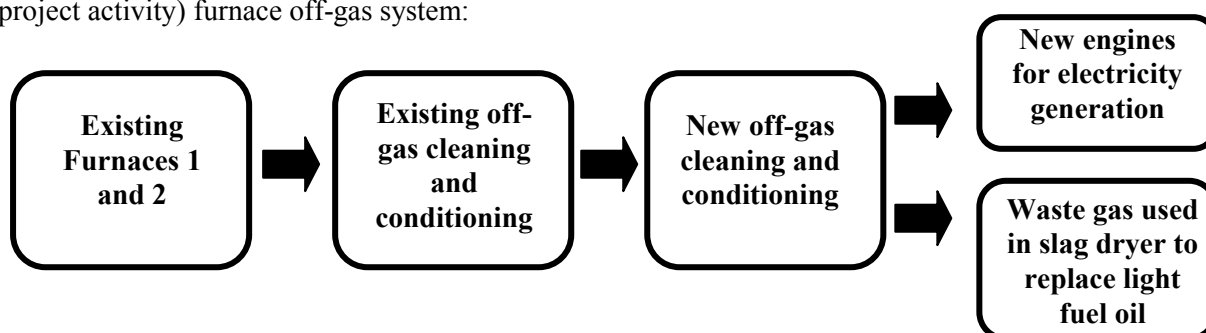 project activity) furnace off-gas system:
Existing
Furnaces 1
and 2
Existing off-
gas cleaning
and
conditioning
New off-gas
cleaning and
conditioning
New engines
for electricity
generation
Waste gas used
in slag dryer to
replace light
fuel oil